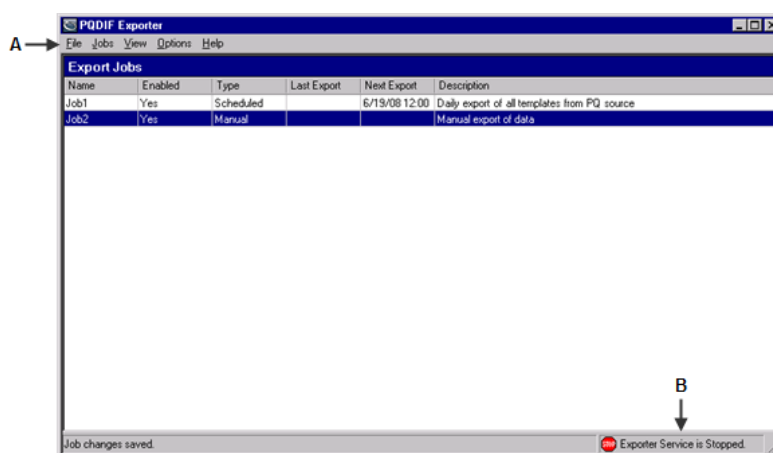 PQDIF Exporter
A
File Jobs View Options Help
Export Jobs
Name Enabled Type Last Export Next Export Description
Job1 Yes Scheduled 6/19/08 12:00 Daily export of all templates from PQ source
Job2 Yes Manual Manual export of data
B
Job changes saved. STOP Exporter Service is Stopped.